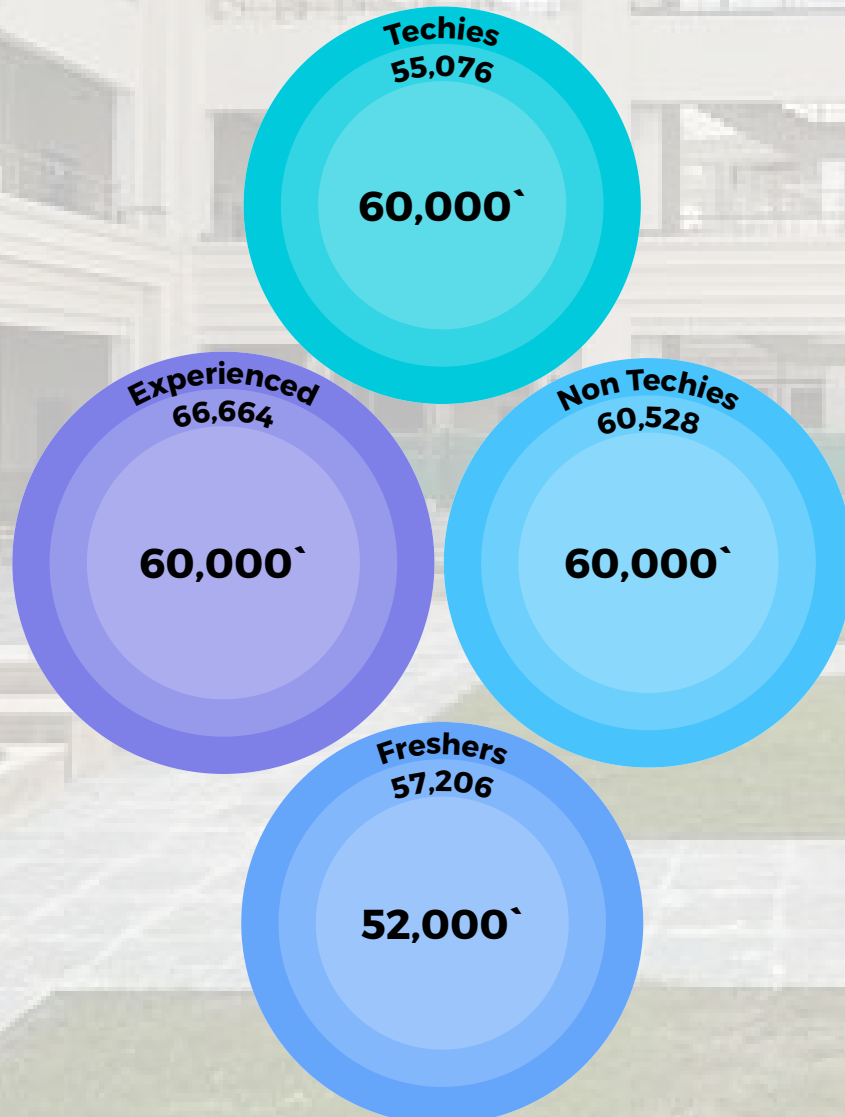 Techies
55,076
60,000`
Experienced
66,664
60,000`
Non Techies
60,528
60,000`
Freshers
57,206
52,000`